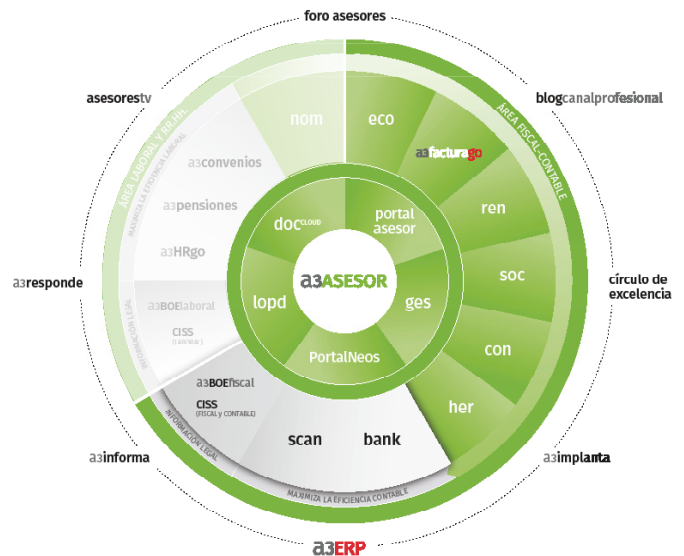 foro asesores
asesorestv
blogcanalprofesional
ÁREA LABORAL Y RR.HH.
MAXIMIZA LA EFICIENCIA LABORAL
ÁREA FISCAL-CONTABLE
nom
eco
a3facturago
a3convenios
a3pensiones
a3HRgo
ren
docCLOUD
portal
asesor
a3ASESOR
soc
a3responde
círculo de
excelencia
a3BOElaboral
CISS
(LABORAL)
INFORMACIÓN LEGAL
lopd
ges
con
PortalNeos
her
a3BOEfiscal
CISS
(FISCAL y CONTABLE)
INFORMACIÓN LEGAL
scan
bank
MAXIMIZA LA EFICIENCIA CONTABLE
a3informa
a3implanta
a3ERP